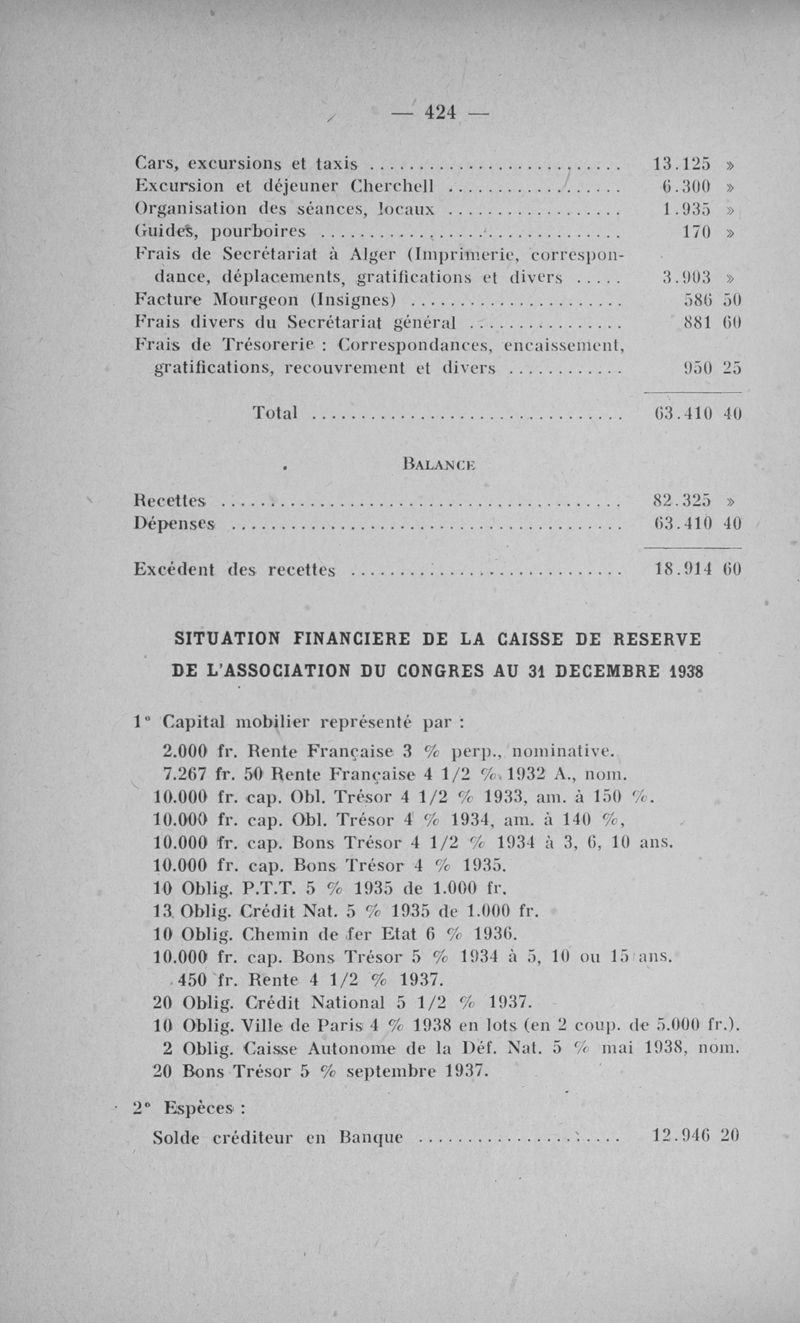 — 424 —
Cars, excursions et taxis .......................... 13.125 »
Excursion et déjeuner Cherchell .................. 6.300 »
Organisation des séances, locaux .................. 1.935 »
Guides, pourboires ............................... 170 »
Frais de Secrétariat à Alger (Imprimerie, correspon-
dance, déplacements, gratifications et divers ..... 3.903 »
Facture Mourgeon (Insignes) ...................... 586 50
Frais divers du Secrétariat général ................ 881 60
Frais de Trésorerie : Correspondances, encaissement,
gratifications, recouvrement et divers ............ 950 25
Total ................................ 63.410 40
BALANCE
Recettes ......................................... 82.325 »
Dépenses ........................................ 63.410 40
Excédent des recettes ............................ 18.914 60
SITUATION FINANCIERE DE LA CAISSE DE RESERVE
DE L'ASSOCIATION DU CONGRES AU 31 DECEMBRE 1938
1° Capital mobilier représenté par :
2.000 fr. Rente Française 3 % perp., nominative.
7.267 fr. 50 Rente Française 4 1/2 % 1932 A., nom.
10.000 fr. cap. Obl. Trésor 4 1/2 % 1933, am. à 150 %.
10.000 fr. cap. Obl. Trésor 4 % 1934, am. à 140 %,
10.000 fr. cap. Bons Trésor 4 1/2 % 1934 à 3, 6, 10 ans.
10.000 fr. cap. Bons Trésor 4 % 1935.
10 Oblig. P.T.T. 5 % 1935 de 1.000 fr.
13 Oblig. Crédit Nat. 5 % 1935 de 1.000 fr.
10 Oblig. Chemin de fer Etat 6 % 1936.
10.000 fr. cap. Bons Trésor 5 % 1934 à 5, 10 ou 15 ans.
450 fr. Rente 4 1/2 % 1937.
20 Oblig. Crédit National 5 1/2 % 1937.
10 Oblig. Ville de Paris 4 % 1938 en lots (en 2 coup. de 5.000 fr.).
2 Oblig. Caisse Autonome de la Déf. Nat. 5 % mai 1938, nom.
20 Bons Trésor 5 % septembre 1937.
2° Espèces :
Solde créditeur en Banque ..................... 12.946 20